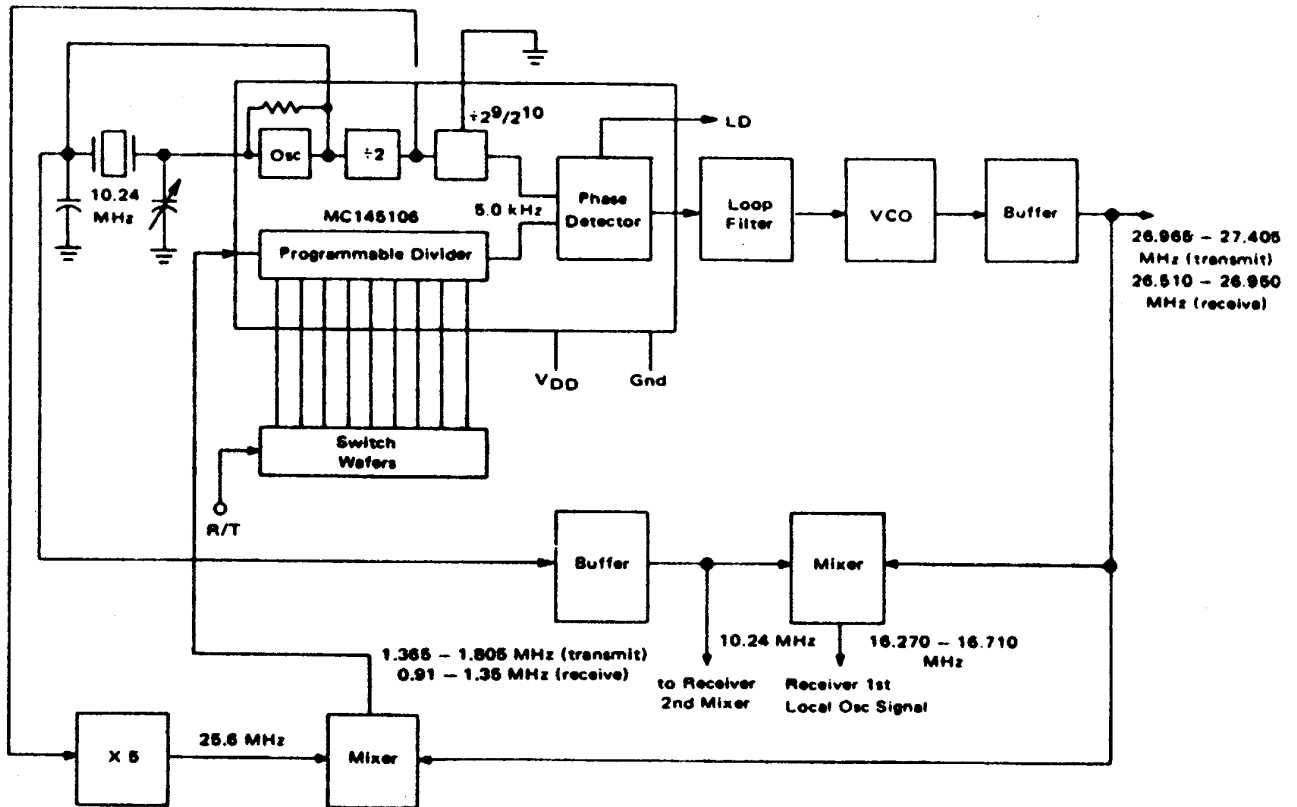 ÷2⁹/2¹⁰
LD
Osc
÷2
10.24
MHz
MC145106
5.0 kHz
Phase
Detector
Loop
Filter
VCO
Buffer
Programmable Divider
26.965 – 27.405
MHz (transmit)
26.510 – 26.950
MHz (receive)
VDD
Gnd
Switch
Wafers
R/T
Buffer
Mixer
10.24 MHz
16.270 – 16.710
MHz
1.365 – 1.805 MHz (transmit)
0.91 – 1.35 MHz (receive)
to Receiver
2nd Mixer
Receiver 1st
Local Osc Signal
X 5
25.6 MHz
Mixer